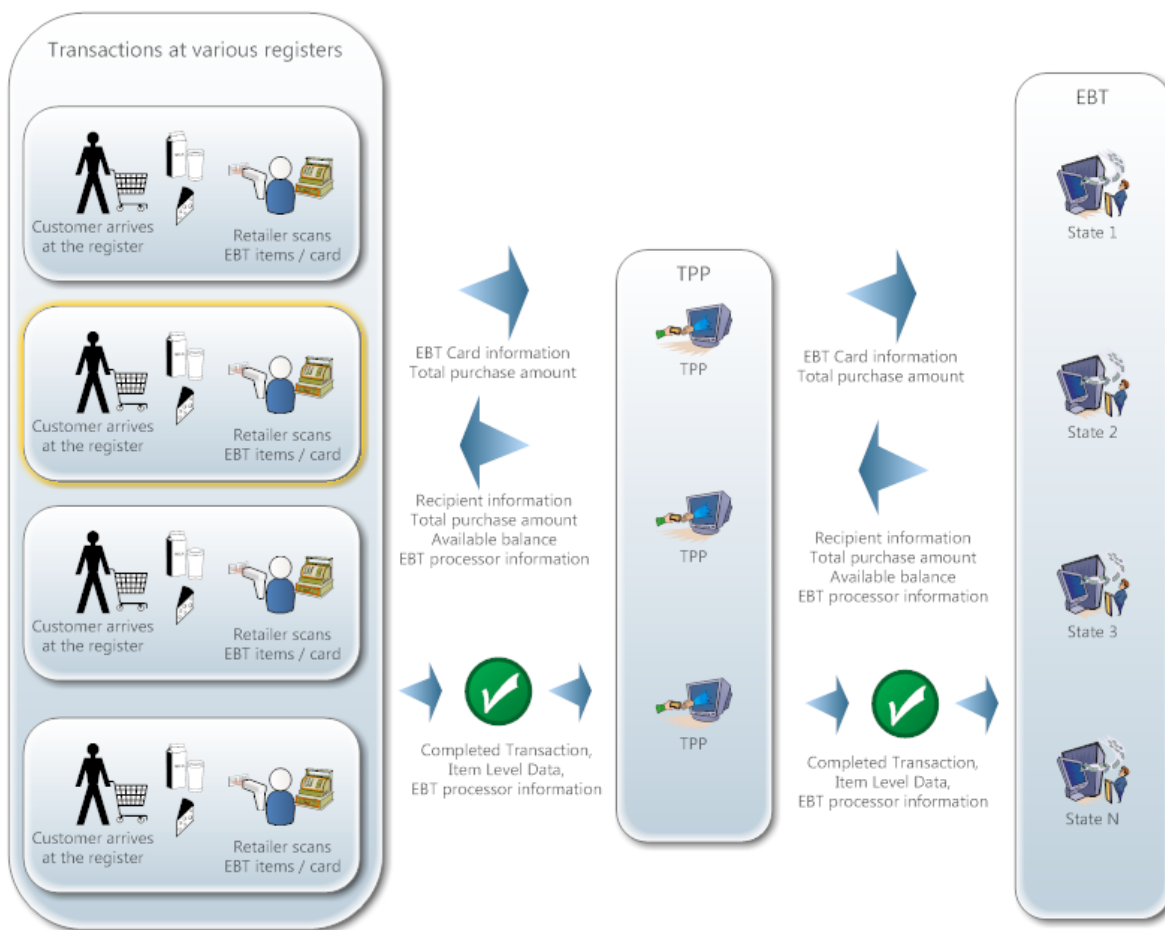 Transactions at various registers
Customer arrives
at the register
Retailer scans
EBT items / card
Customer arrives
at the register
Retailer scans
EBT items / card
Customer arrives
at the register
Retailer scans
EBT items / card
Customer arrives
at the register
Retailer scans
EBT items / card
EBT Card information
Total purchase amount
Recipient information
Total purchase amount
Available balance
EBT processor information
Completed Transaction,
Item Level Data,
EBT processor information
TPP
TPP
TPP
TPP
EBT Card information
Total purchase amount
Recipient information
Total purchase amount
Available balance
EBT processor information
Completed Transaction,
Item Level Data,
EBT processor information
EBT
State 1
State 2
State 3
State N